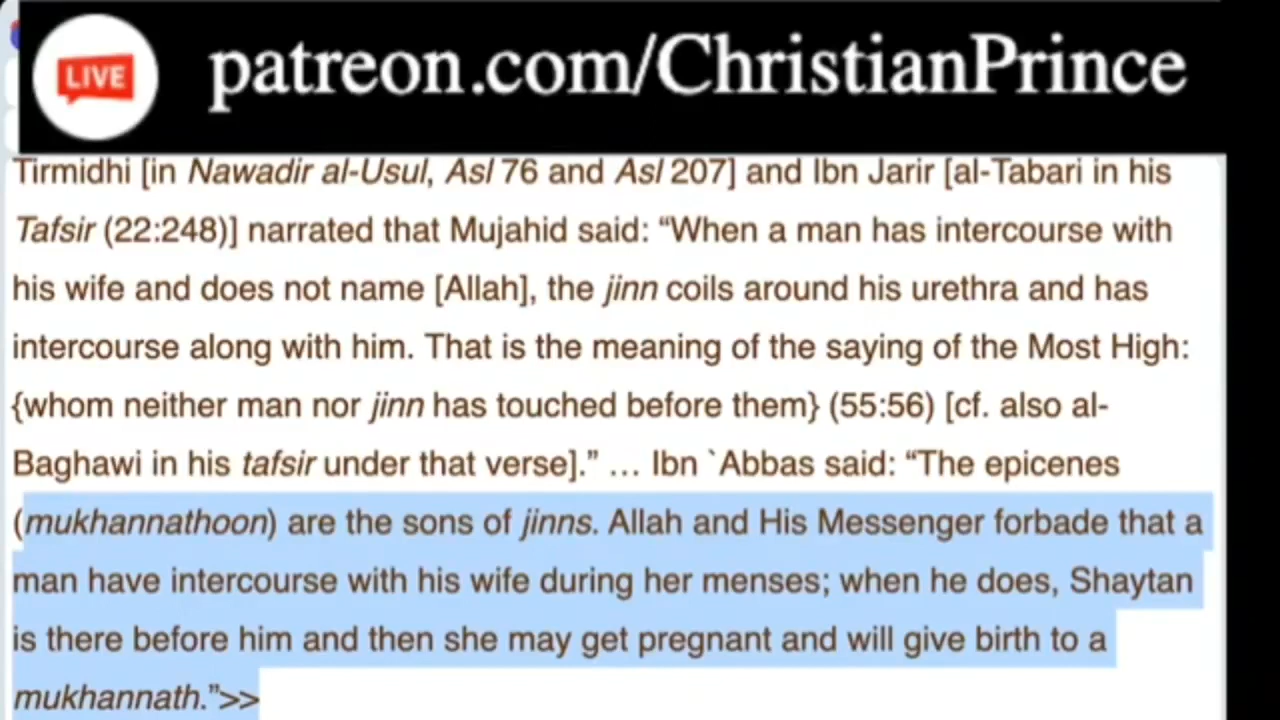 LIVE
patreon.com/ChristianPrince
Tirmidhi [in Nawadir al-Usul, Asl 76 and Asl 207] and Ibn Jarir [al-Tabari in his
Tafsir (22:248)] narrated that Mujahid said: “When a man has intercourse with
his wife and does not name [Allah], the jinn coils around his urethra and has
intercourse along with him. That is the meaning of the saying of the Most High:
{whom neither man nor jinn has touched before them} (55:56) [cf. also al-
Baghawi in his tafsir under that verse].” … Ibn `Abbas said: “The epicenes
(mukhannathoon) are the sons of jinns. Allah and His Messenger forbade that a
man have intercourse with his wife during her menses; when he does, Shaytan
is there before him and then she may get pregnant and will give birth to a
mukhannath.”>>